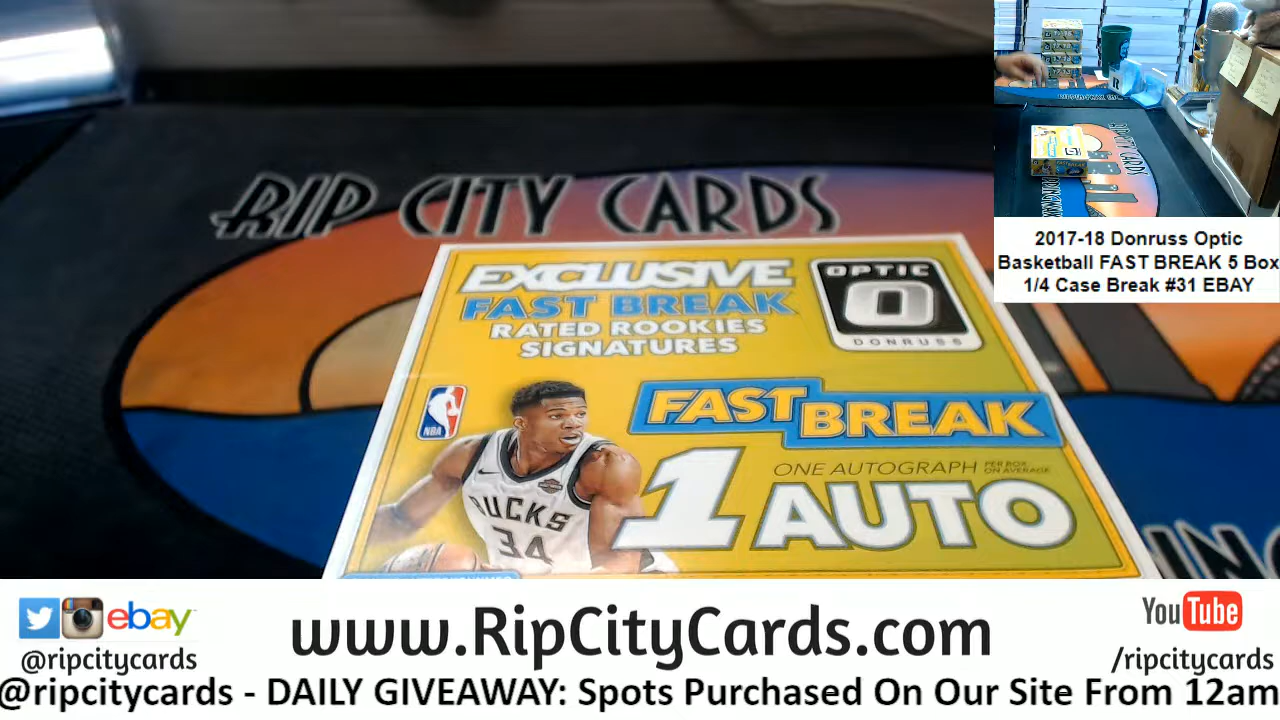 RIP CITY CARDS
EXCLUSIVE
FAST BREAK
RATED ROOKIES
SIGNATURES
OPTIC
O
DONRUSS
NBA
FAST BREAK
1 AUTO
ONE AUTOGRAPH PER BOX ON AVERAGE
BUCKS
34
ING
2017-18 Donruss Optic
Basketball FAST BREAK 5 Box
1/4 Case Break #31 EBAY
ebay
@ripcitycards
www.RipCityCards.com
YouTube
/ripcitycards
@ripcitycards - DAILY GIVEAWAY: Spots Purchased On Our Site From 12am